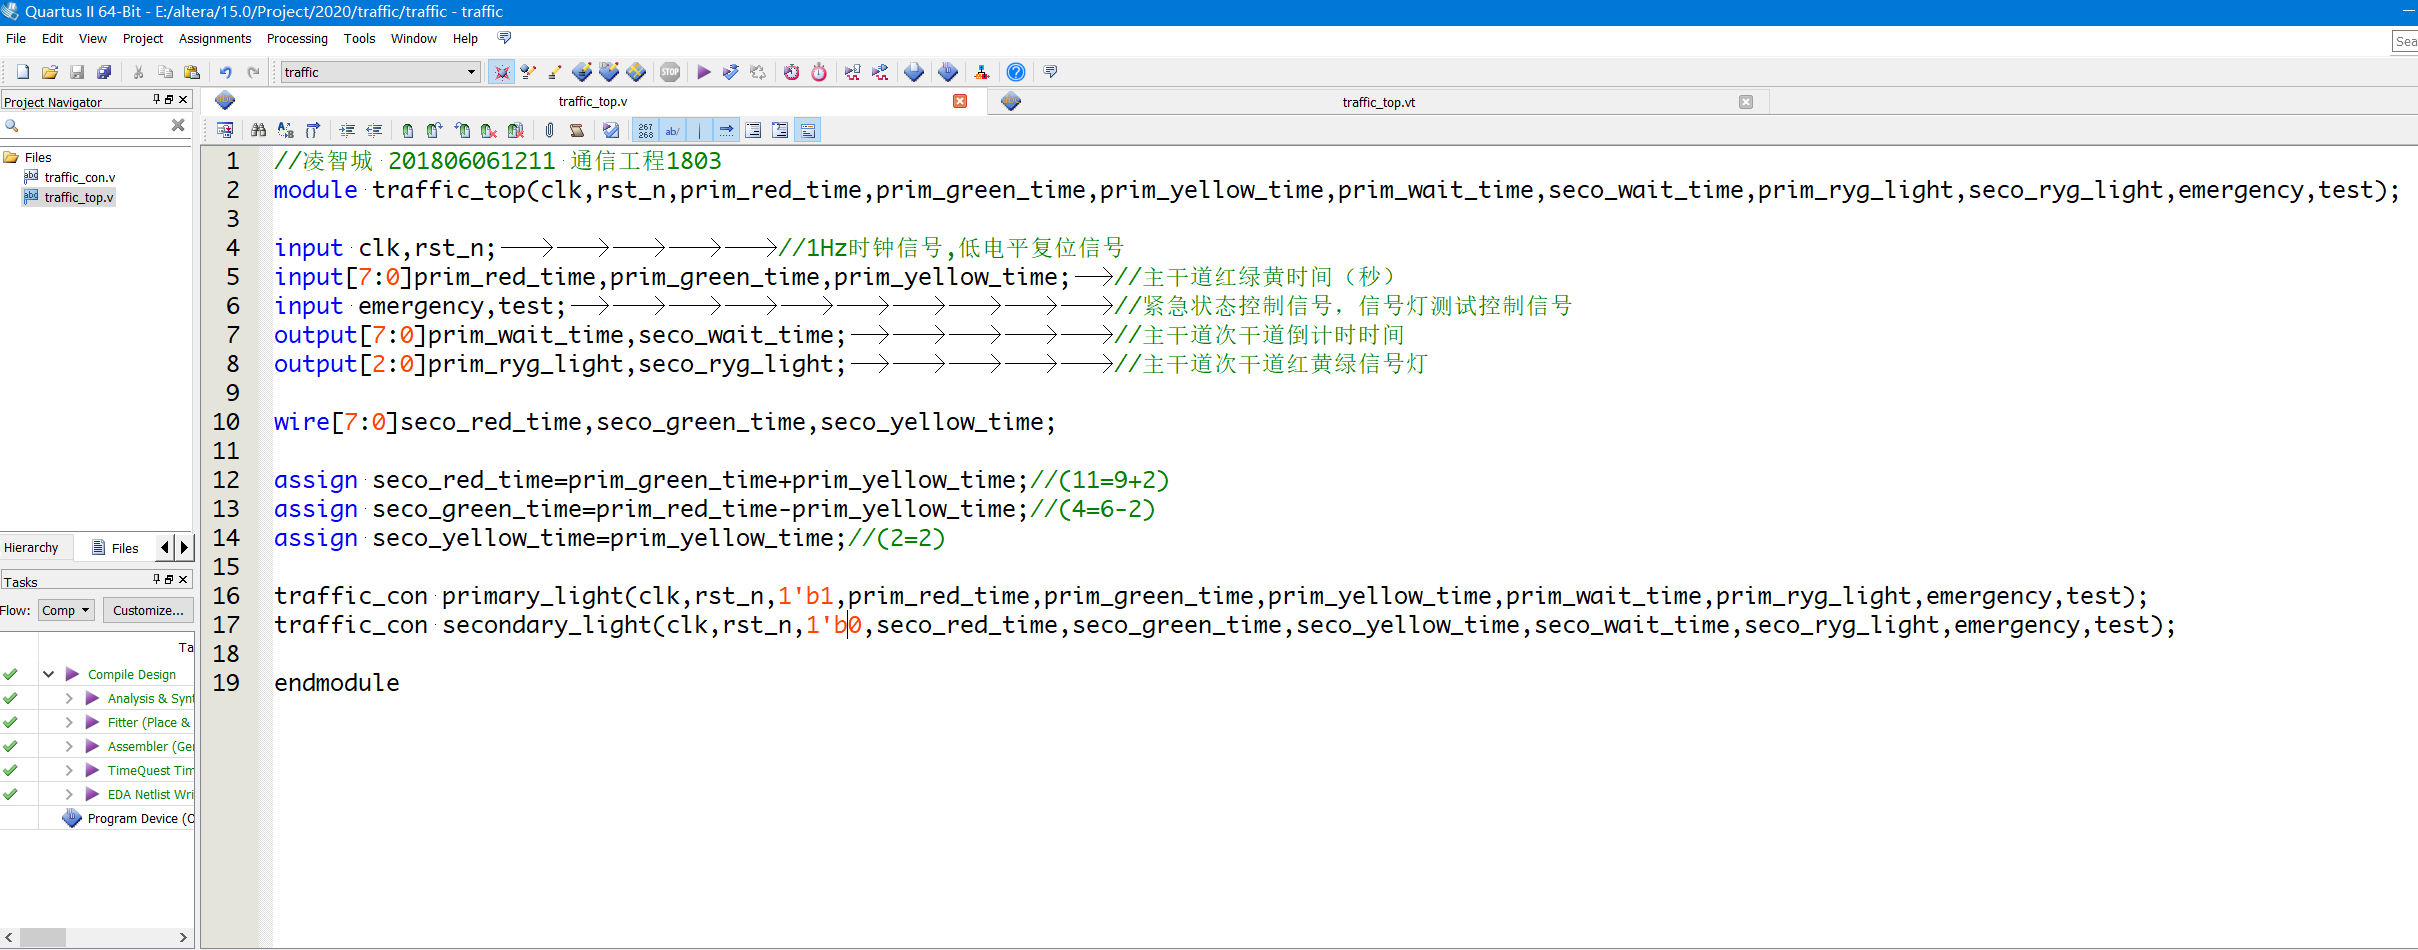 Quartus II 64-Bit - E:/altera/15.0/Project/2020/traffic/traffic - traffic
File Edit View Project Assignments Processing Tools Window Help
Sea
traffic
Project Navigator
traffic_top.v
traffic_top.vt
Files
traffic_con.v
traffic_top.v
Hierarchy Files
Tasks
Flow: Comp Customize...
Ta
Compile Design
Analysis & Synt
Fitter (Place &
Assembler (Ger
TimeQuest Tim
EDA Netlist Wri
Program Device (O
1 //凌智城 201806061211 通信工程1803
2 module traffic_top(clk,rst_n,prim_red_time,prim_green_time,prim_yellow_time,prim_wait_time,seco_wait_time,prim_ryg_light,seco_ryg_light,emergency,test);
3
4 input clk,rst_n; //1Hz时钟信号,低电平复位信号
5 input[7:0]prim_red_time,prim_green_time,prim_yellow_time; //主干道红绿黄时间（秒）
6 input emergency,test; //紧急状态控制信号，信号灯测试控制信号
7 output[7:0]prim_wait_time,seco_wait_time; //主干道次干道倒计时时间
8 output[2:0]prim_ryg_light,seco_ryg_light; //主干道次干道红黄绿信号灯
9
10 wire[7:0]seco_red_time,seco_green_time,seco_yellow_time;
11
12 assign seco_red_time=prim_green_time+prim_yellow_time;//(11=9+2)
13 assign seco_green_time=prim_red_time-prim_yellow_time;//(4=6-2)
14 assign seco_yellow_time=prim_yellow_time;//(2=2)
15
16 traffic_con primary_light(clk,rst_n,1'b1,prim_red_time,prim_green_time,prim_yellow_time,prim_wait_time,prim_ryg_light,emergency,test);
17 traffic_con secondary_light(clk,rst_n,1'b0,seco_red_time,seco_green_time,seco_yellow_time,seco_wait_time,seco_ryg_light,emergency,test);
18
19 endmodule